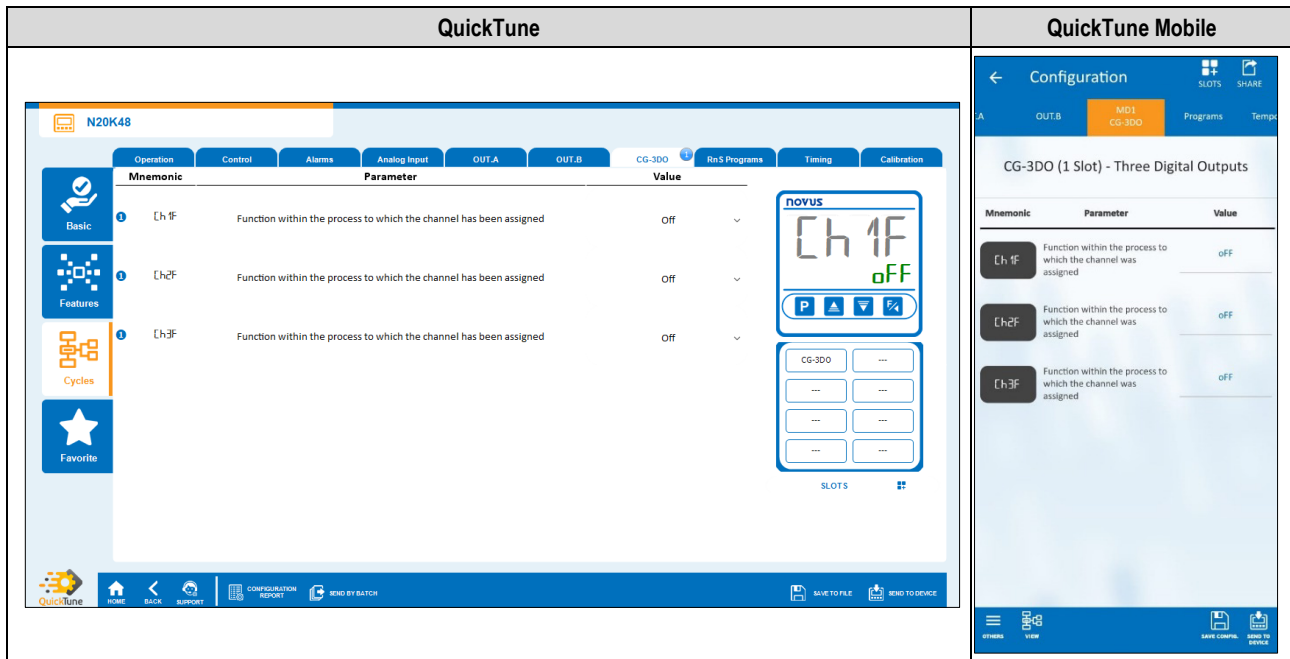 QuickTune
QuickTune Mobile
N20K48
Operation Control Alarms Analog Input OUT.A OUT.B CG-3DO 1 RnS Programs Timing Calibration
Mnemonic Parameter Value
Basic
1 Ch1F Function within the process to which the channel has been assigned Off
1 Ch2F Function within the process to which the channel has been assigned Off
Features
1 Ch3F Function within the process to which the channel has been assigned Off
Cycles
Favorite
novus
Ch1F
oFF
P F/4
CG-3DO ---
--- ---
--- ---
--- ---
SLOTS
QuickTune
HOME BACK SUPPORT CONFIGURATION REPORT SEND BY BATCH SAVE TO FILE SEND TO DEVICE
Configuration SLOTS SHARE
OUT.B MD1 CG-3DO Programs
CG-3DO (1 Slot) - Three Digital Outputs
Mnemonic Parameter Value
Ch1F Function within the process to
which the channel was
assigned
oFF
Ch2F Function within the process to
which the channel was
assigned
oFF
Ch3F Function within the process to
which the channel was
assigned
oFF
OTHERS VIEW SAVE CONFIG. SEND TO DEVICE